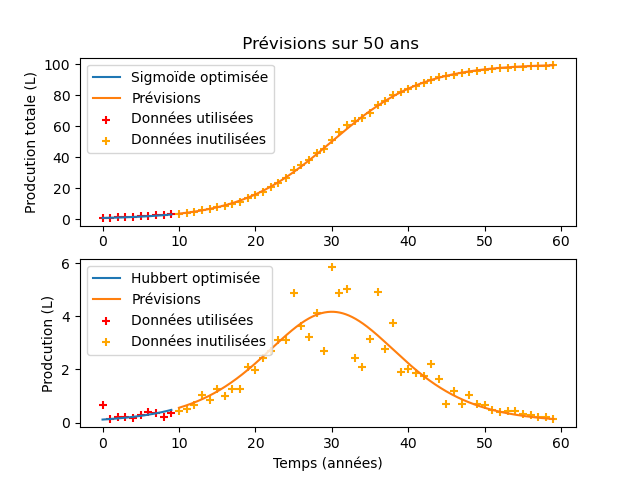 Prévisions sur 50 ans
Prodcution totale (L)
100
80
60
40
20
0
Sigmoïde optimisée
Prévisions
Données utilisées
Données inutilisées
0 10 20 30 40 50 60
Prodcution (L)
6
4
2
0
Hubbert optimisée
Prévisions
Données utilisées
Données inutilisées
0 10 20 30 40 50 60
Temps (années)